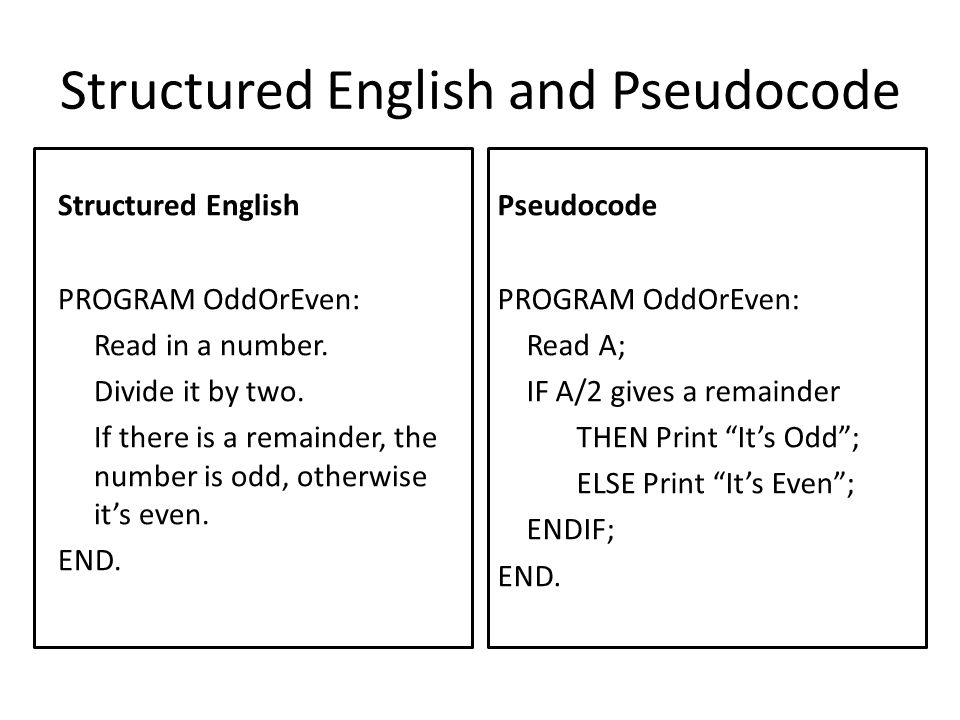 Structured English and Pseudocode
Structured English
PROGRAM OddOrEven:
Read in a number.
Divide it by two.
If there is a remainder, the
number is odd, otherwise
it’s even.
END.
Pseudocode
PROGRAM OddOrEven:
Read A;
IF A/2 gives a remainder
THEN Print “It’s Odd”;
ELSE Print “It’s Even”;
ENDIF;
END.